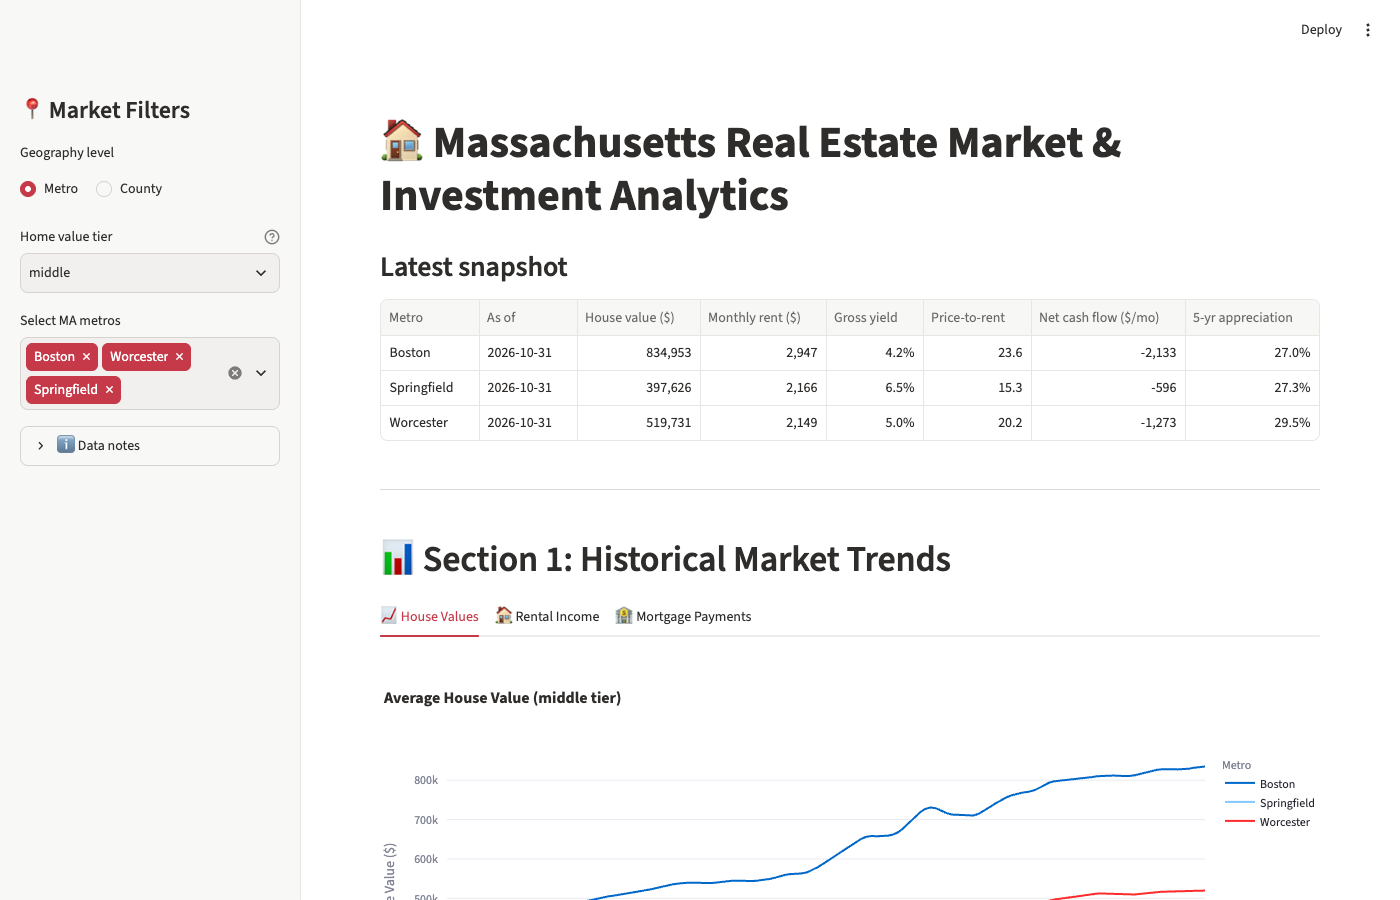 Deploy
Market Filters
Geography level
Metro County
Home value tier
middle
Select MA metros
Boston × Worcester ×
Springfield ×
Data notes
Massachusetts Real Estate Market &
Investment Analytics
Latest snapshot
Metro As of House value ($) Monthly rent ($) Gross yield Price-to-rent Net cash flow ($/mo) 5-yr appreciation
Boston 2026-10-31 834,953 2,947 4.2% 23.6 -2,133 27.0%
Springfield 2026-10-31 397,626 2,166 6.5% 15.3 -596 27.3%
Worcester 2026-10-31 519,731 2,149 5.0% 20.2 -1,273 29.5%
Section 1: Historical Market Trends
House Values Rental Income Mortgage Payments
Average House Value (middle tier)
800k
700k
600k
500k
Value ($)
Metro
Boston
Springfield
Worcester